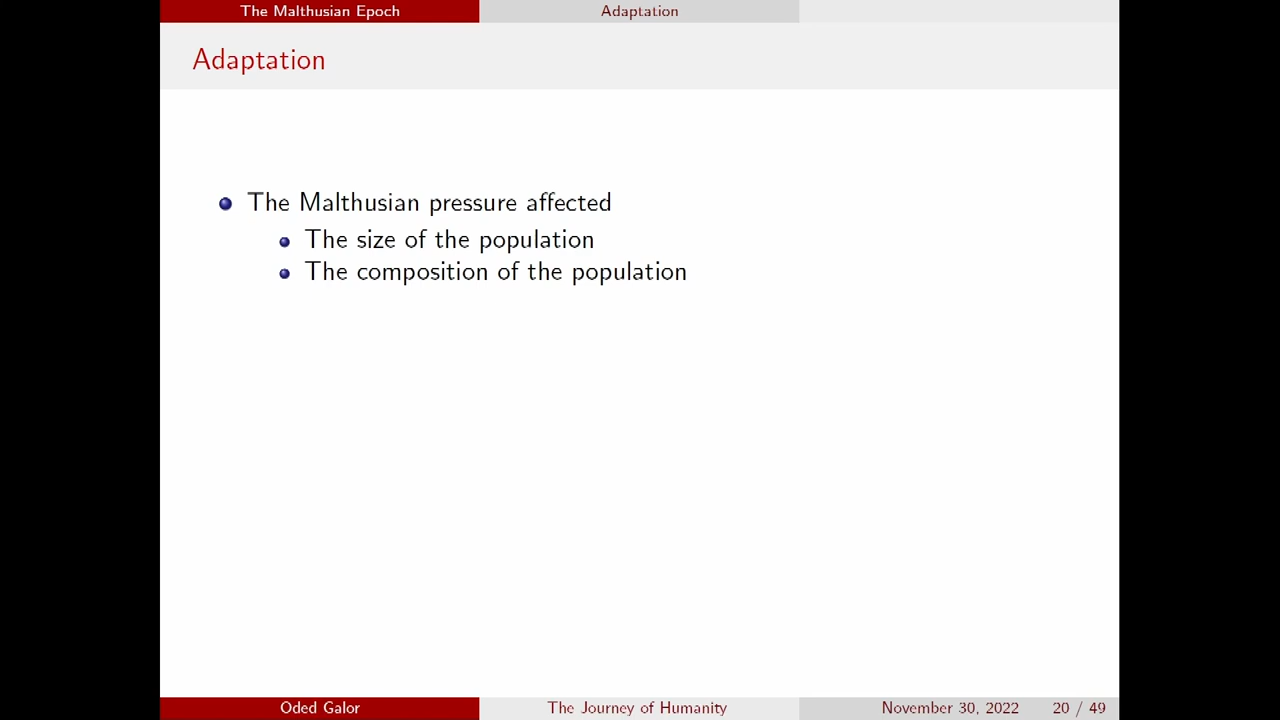 The Malthusian Epoch
Adaptation
Adaptation
The Malthusian pressure affected
The size of the population
The composition of the population
Oded Galor
The Journey of Humanity
November 30, 2022
20 / 49